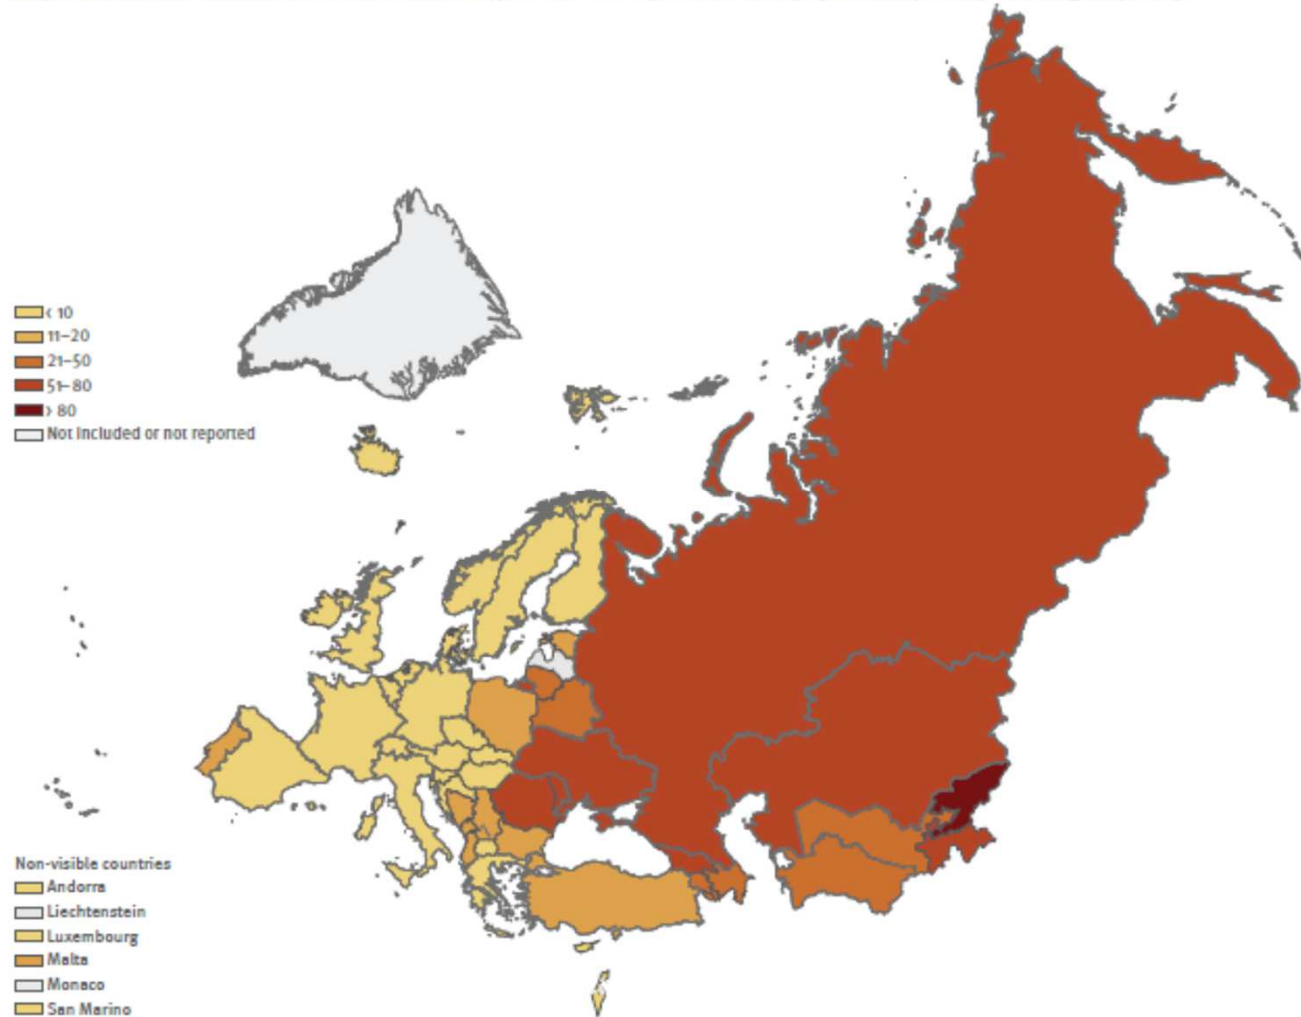 < 10
11–20
21–50
51–80
> 80
Not included or not reported
Non-visible countries
Andorra
Liechtenstein
Luxembourg
Malta
Monaco
San Marino